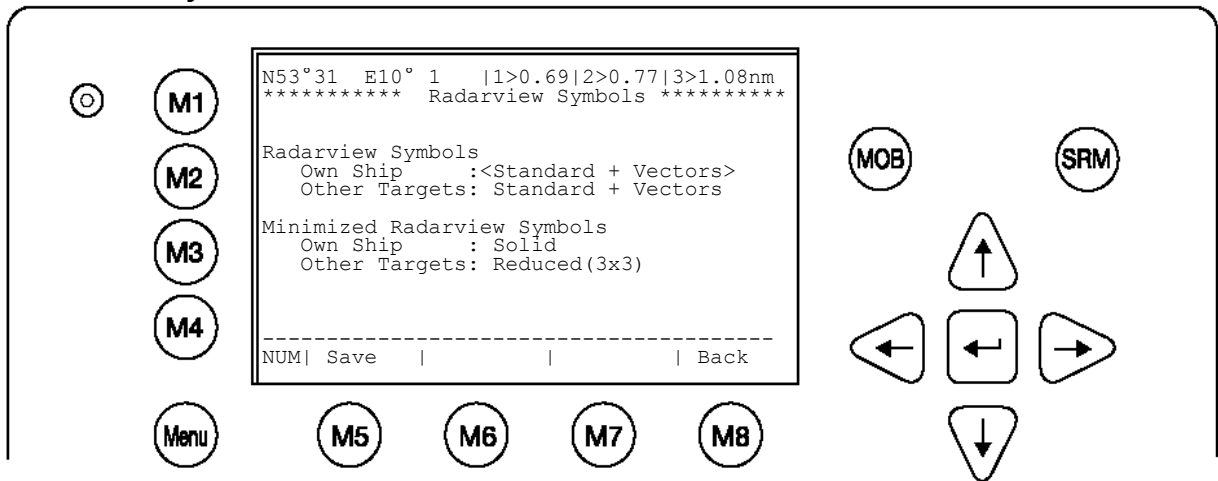 N53°31 E10° 1 |1>0.69|2>0.77|3>1.08nm
*********** Radarview Symbols **********
Radarview Symbols
Own Ship :<Standard + Vectors>
Other Targets: Standard + Vectors
Minimized Radarview Symbols
Own Ship : Solid
Other Targets: Reduced(3x3)
----------------------------------------
NUM| Save | | | Back
M1
M2
M3
M4
Menu
M5
M6
M7
M8
MOB
SRM